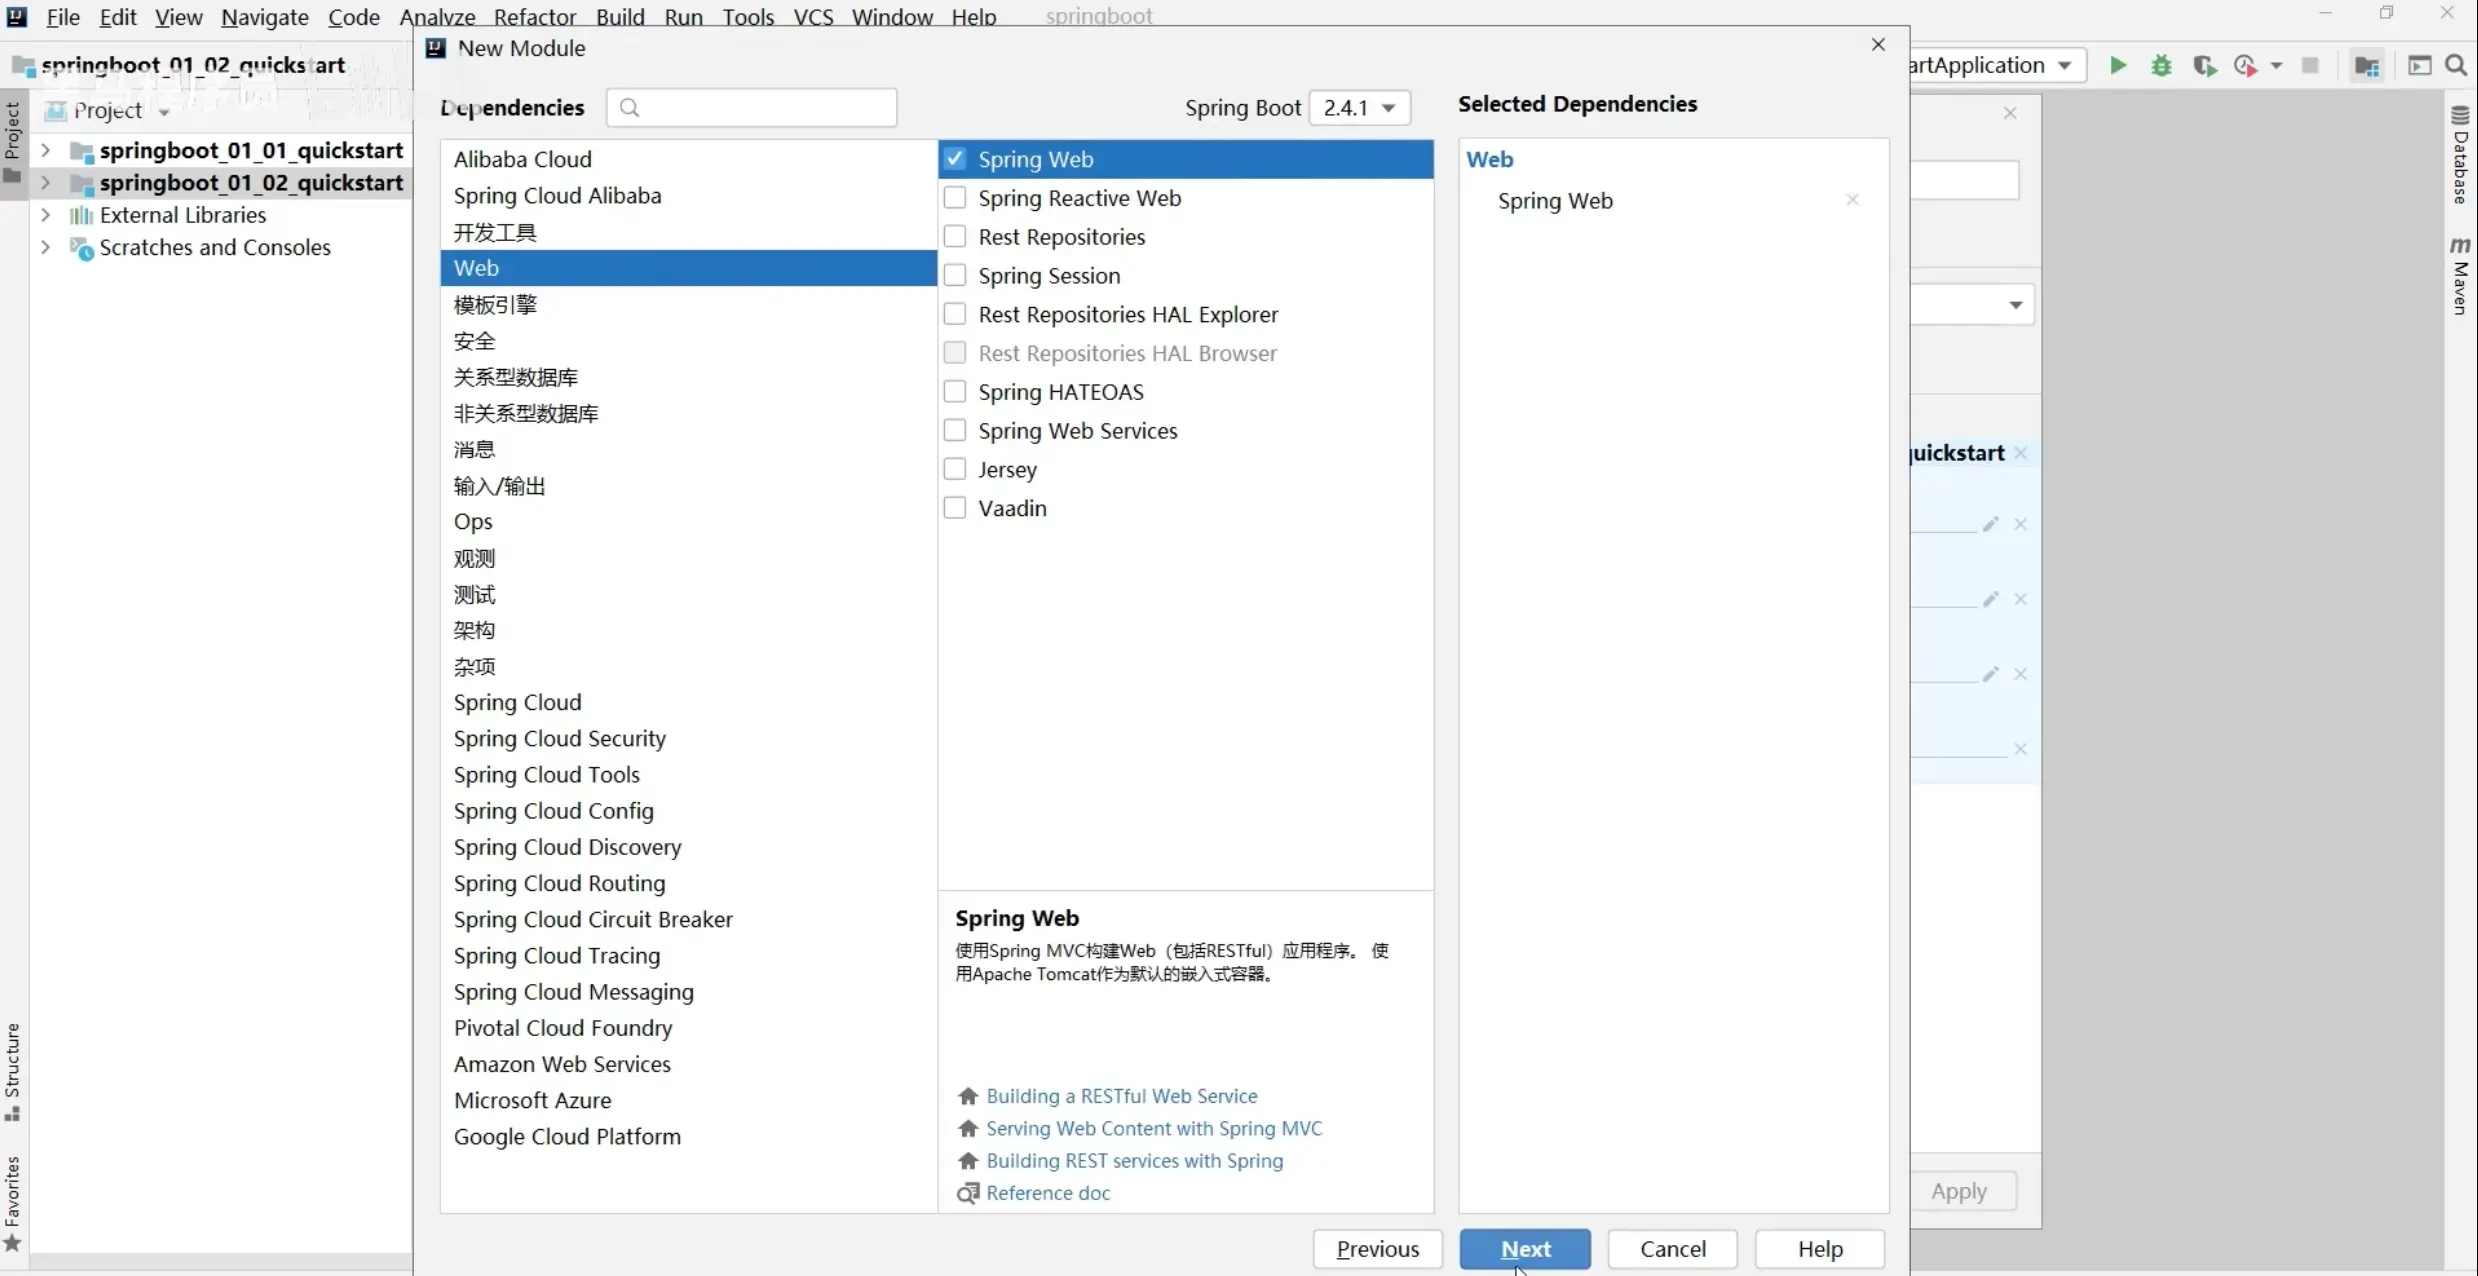 File Edit View Navigate Code Analyze Refactor Build Run Tools VCS Window Help springboot
springboot_01_02_quickstart
New Module
artApplication
Project
Project
springboot_01_01_quickstart
springboot_01_02_quickstart
External Libraries
Scratches and Consoles
Structure
Favorites
Dependencies
Spring Boot 2.4.1
Selected Dependencies
Alibaba Cloud
Spring Cloud Alibaba
开发工具
Web
模板引擎
安全
关系型数据库
非关系型数据库
消息
输入/输出
Ops
观测
测试
架构
杂项
Spring Cloud
Spring Cloud Security
Spring Cloud Tools
Spring Cloud Config
Spring Cloud Discovery
Spring Cloud Routing
Spring Cloud Circuit Breaker
Spring Cloud Tracing
Spring Cloud Messaging
Pivotal Cloud Foundry
Amazon Web Services
Microsoft Azure
Google Cloud Platform
Spring Web
Spring Reactive Web
Rest Repositories
Spring Session
Rest Repositories HAL Explorer
Rest Repositories HAL Browser
Spring HATEOAS
Spring Web Services
Jersey
Vaadin
Spring Web
使用Spring MVC构建Web（包括RESTful）应用程序。 使
用Apache Tomcat作为默认的嵌入式容器。
Building a RESTful Web Service
Serving Web Content with Spring MVC
Building REST services with Spring
Reference doc
Web
Spring Web
Previous Next Cancel Help
quickstart
Apply
Database
Maven